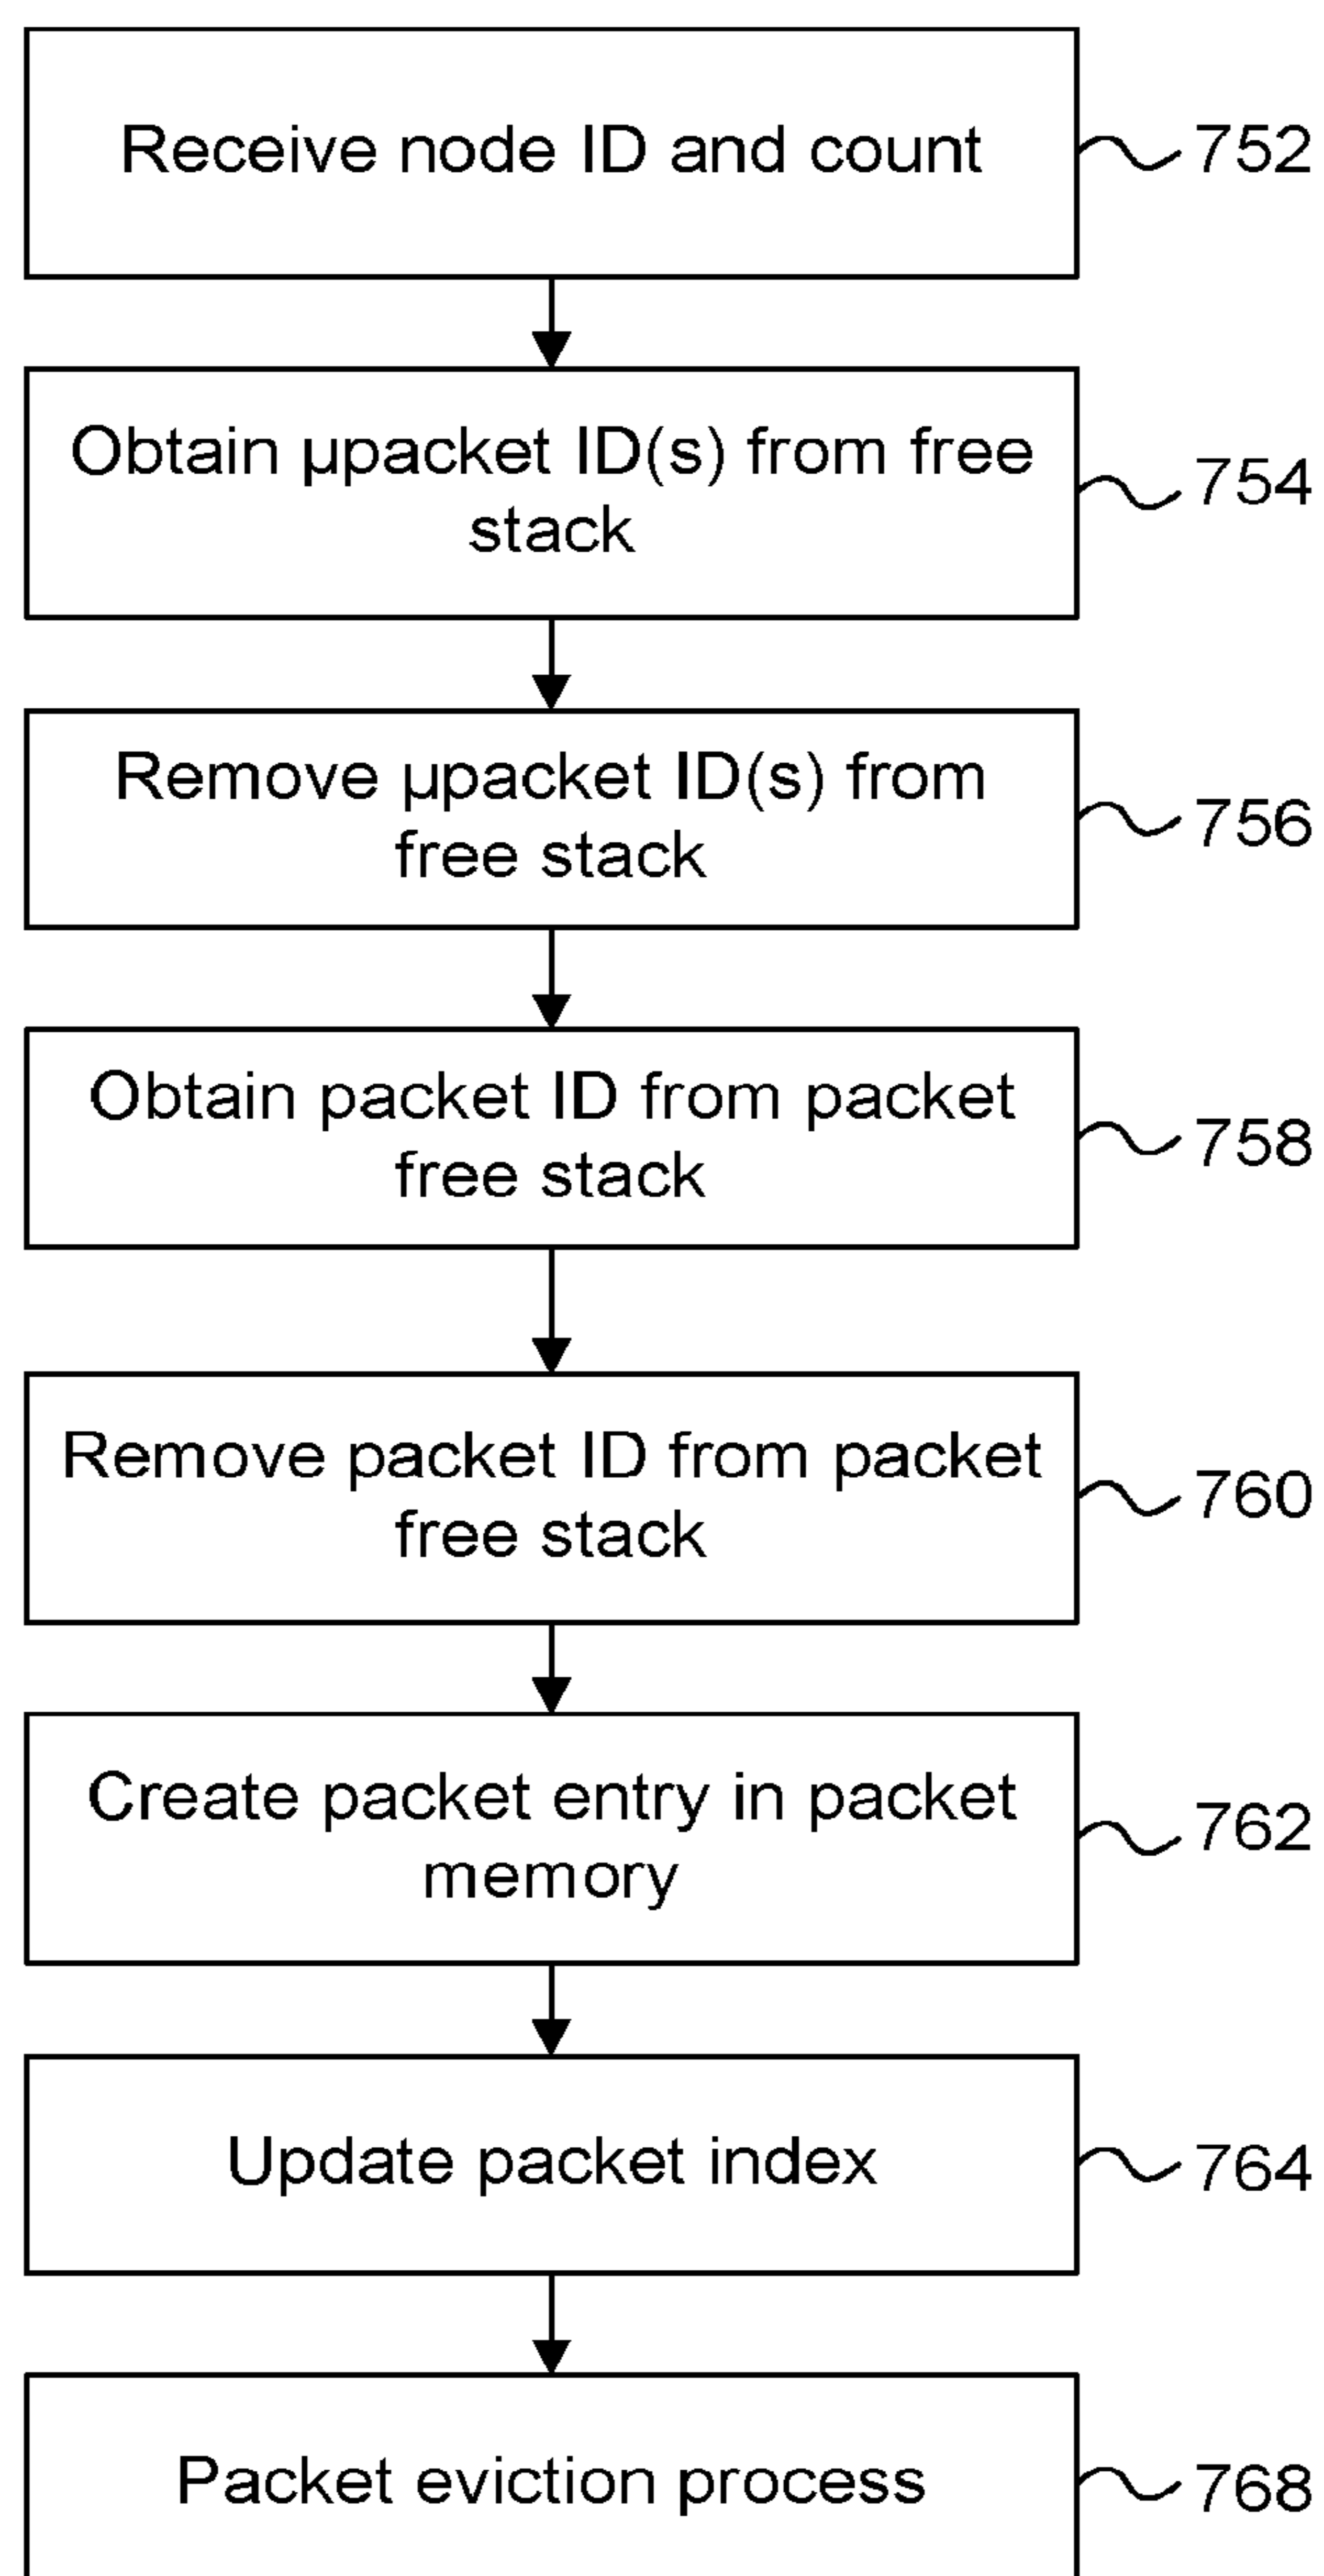 Receive node ID and count
752
Obtain µpacket ID(s) from free
stack
754
Remove µpacket ID(s) from
free stack
756
Obtain packet ID from packet
free stack
758
Remove packet ID from packet
free stack
760
Create packet entry in packet
memory
762
Update packet index
764
Packet eviction process
768